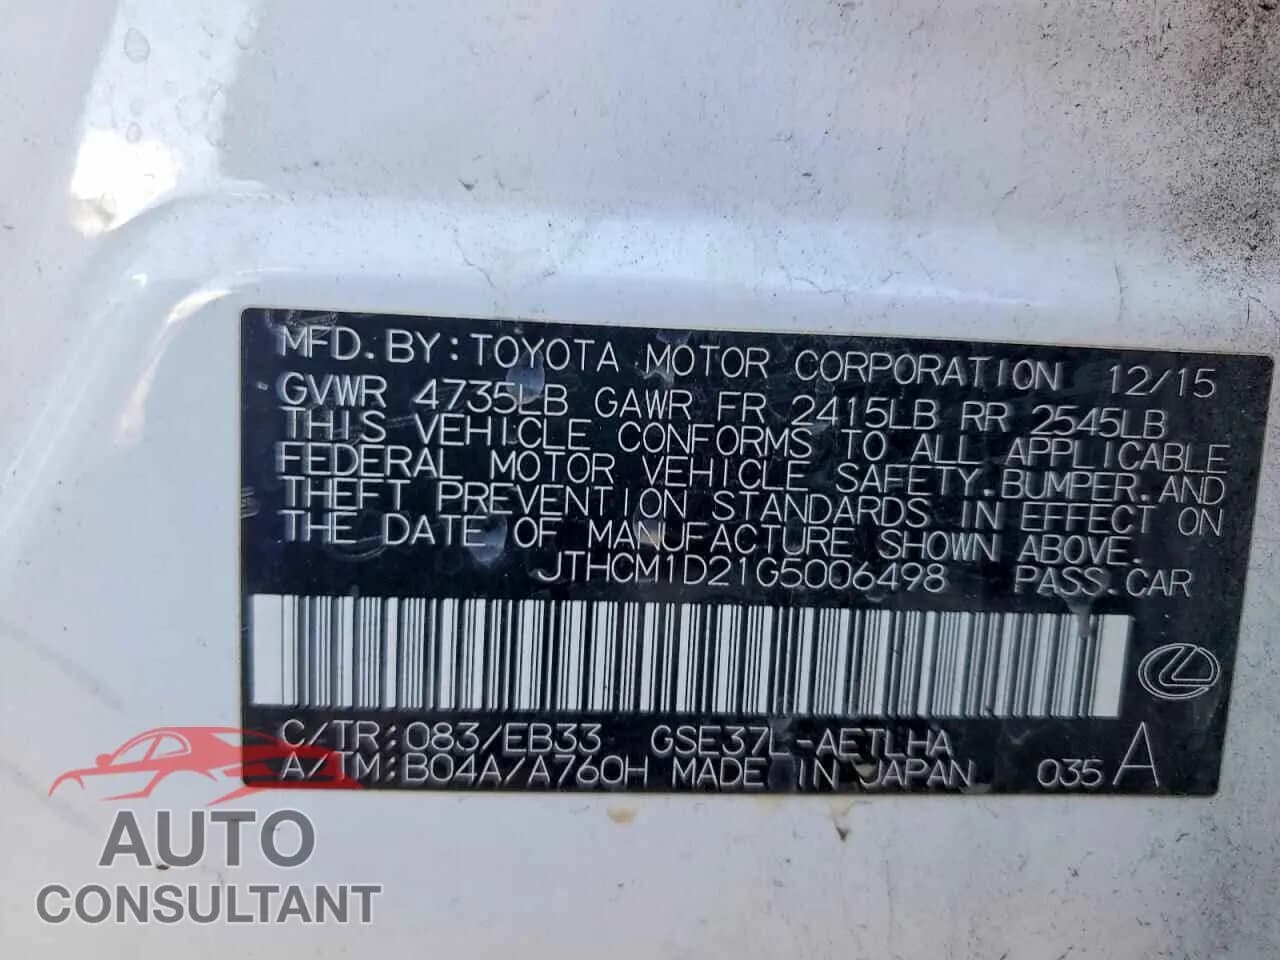 MFD.BY:TOYOTA MOTOR CORPORATION 12/15
GVWR 4735LB GAWR FR 2415LB RR 2545LB
THIS VEHICLE CONFORMS TO ALL APPLICABLE
FEDERAL MOTOR VEHICLE SAFETY.BUMPER.AND
THEFT PREVENTION STANDARDS IN EFFECT ON
THE DATE OF MANUFACTURE SHOWN ABOVE.
JTHCM1D21G5006498 PASS.CAR
C/TR:083/EB33 GSE37L-AETLHA
A/TM:B04A/A760H MADE IN JAPAN 035 A
AUTO
CONSULTANT